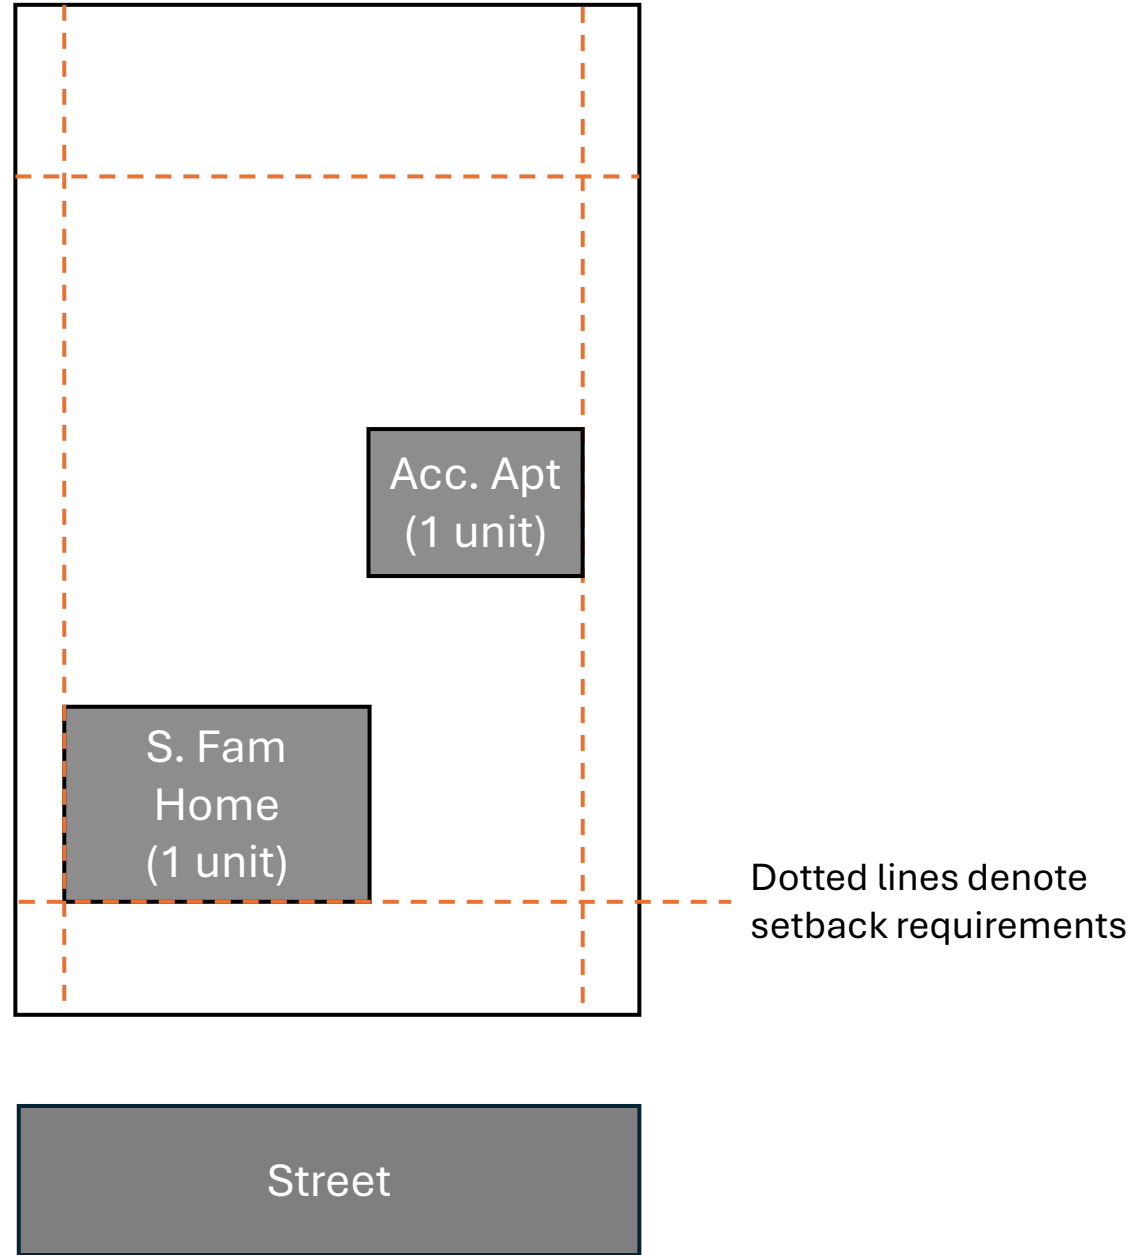 Acc. Apt
(1 unit)
S. Fam
Home
(1 unit)
Dotted lines denote
setback requirements
Street